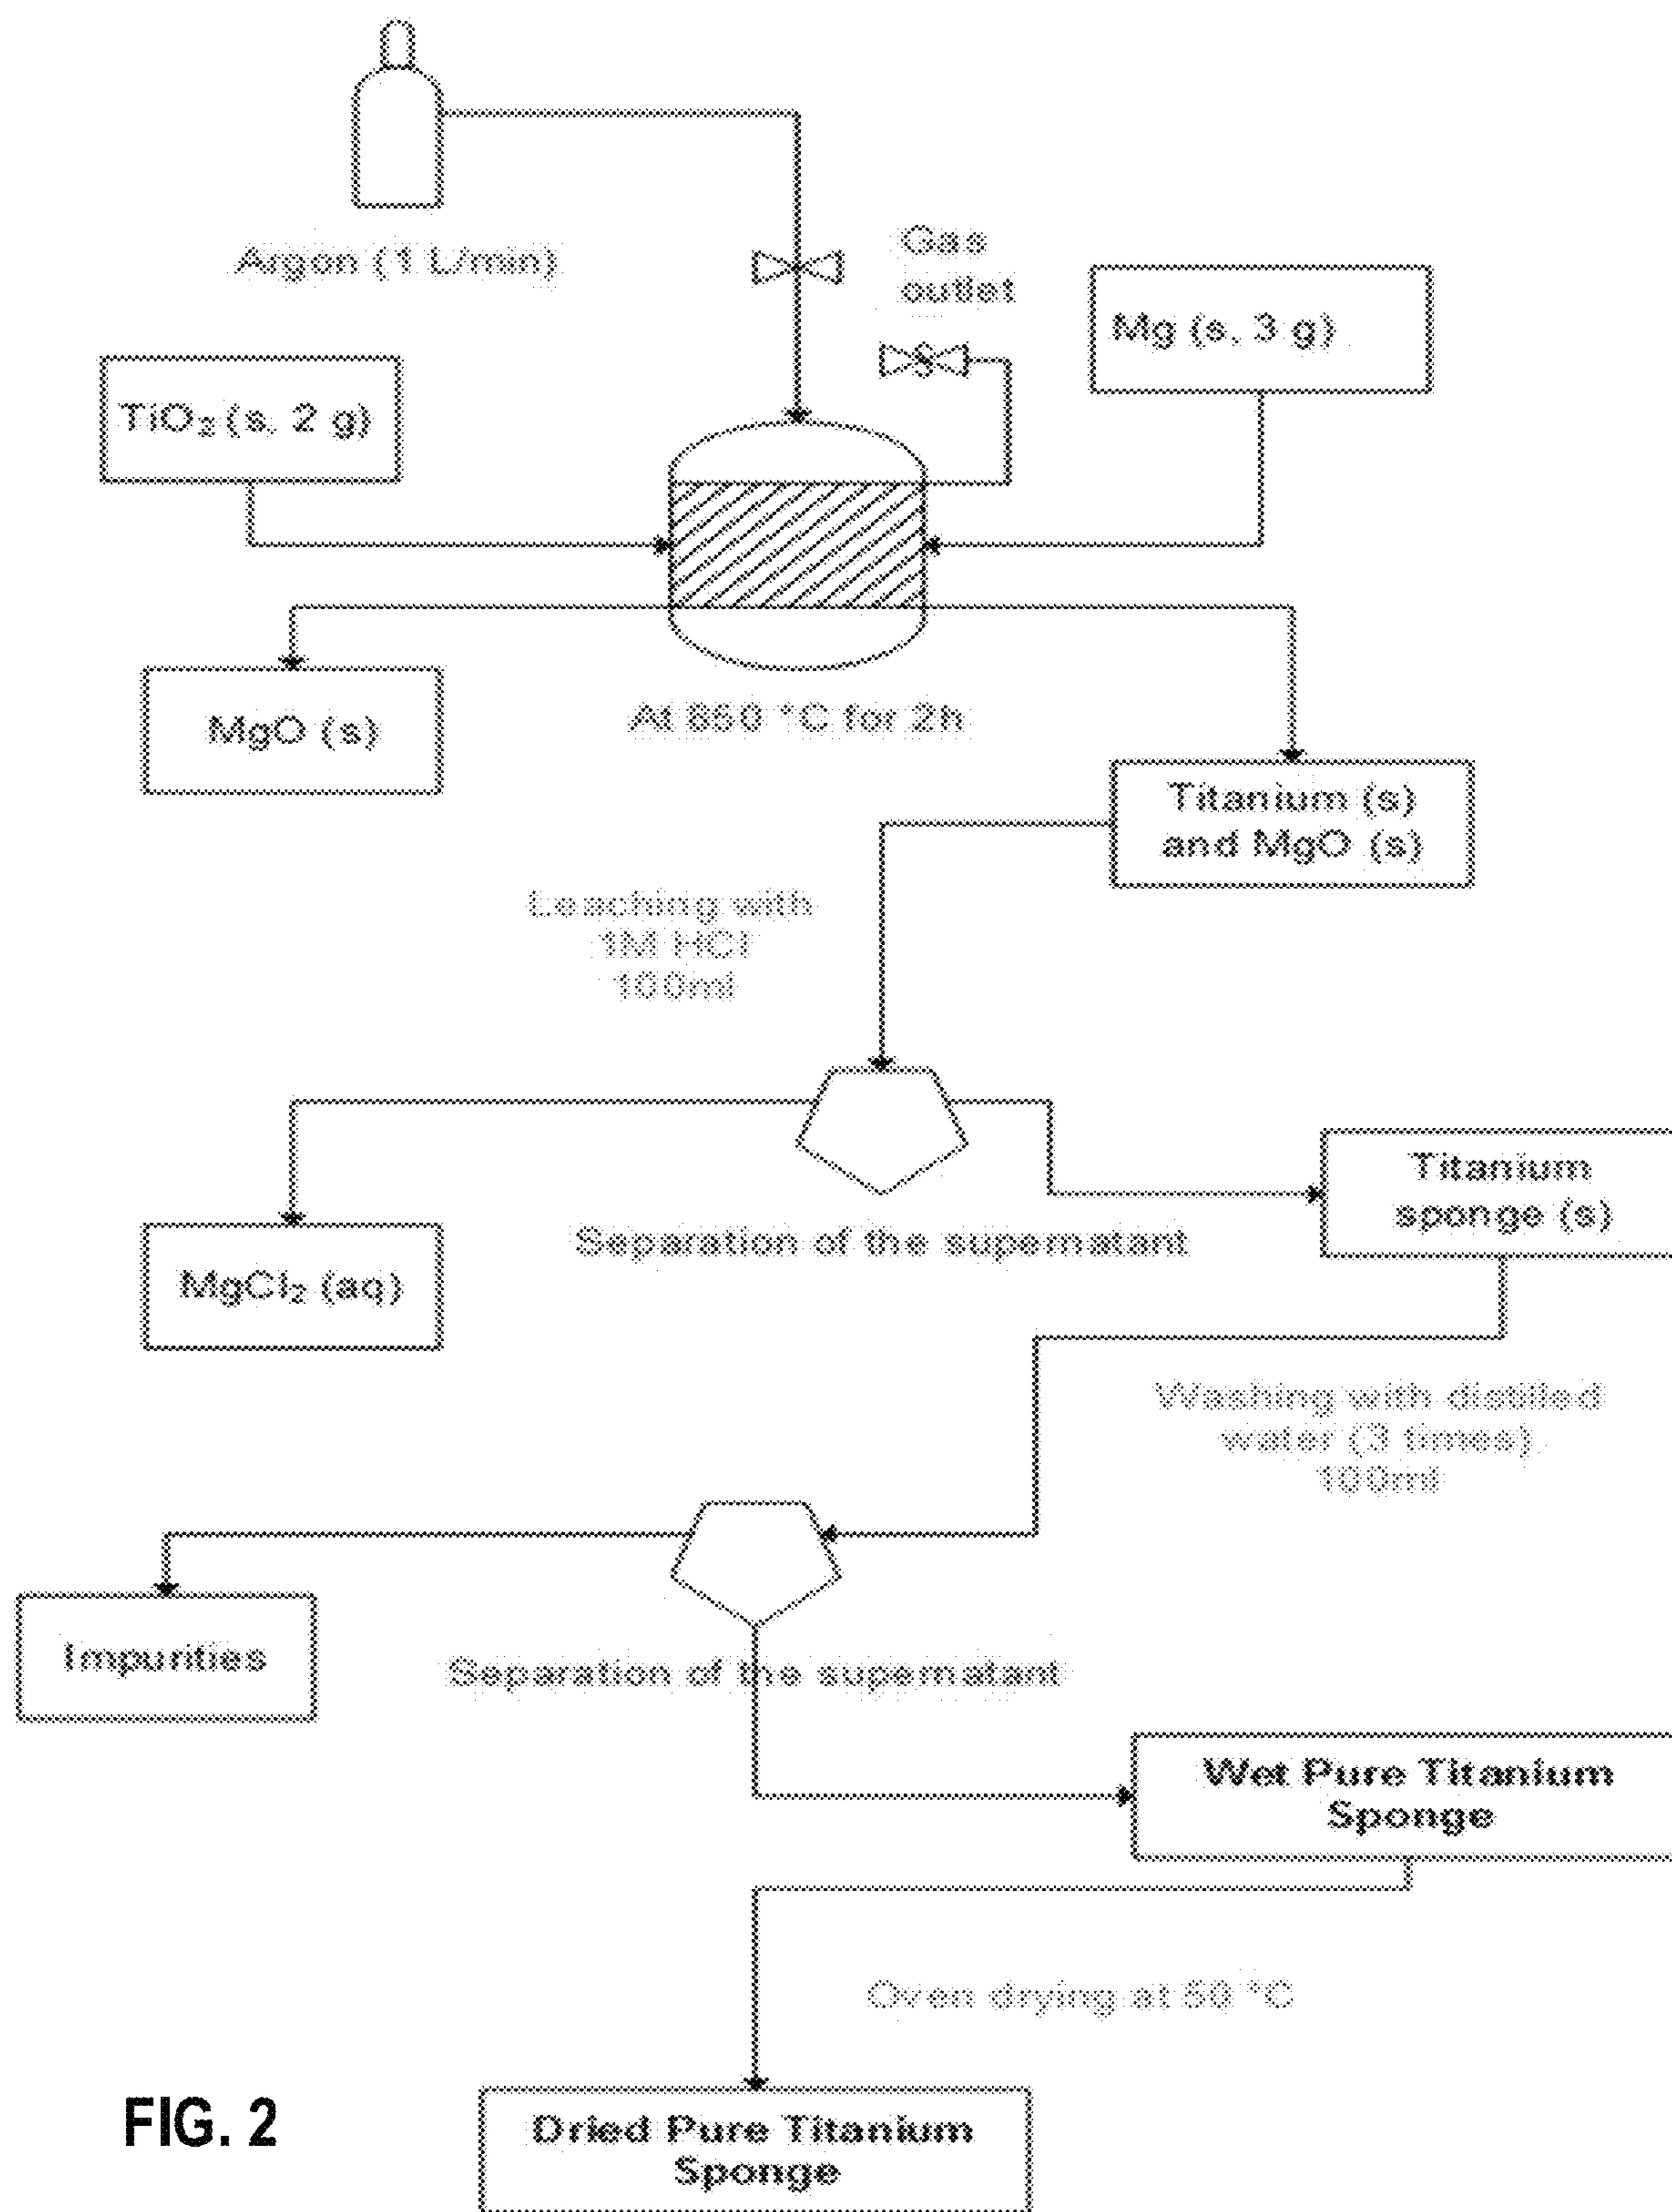 Argon (1 L/min)
Gas
outlet
Mg (s, 3 g)
TiO₂ (s, 2 g)
MgO (s)
At 850 °C for 2h
Titanium (s)
and MgO (s)
Leaching with
1M HCl
100ml
Titanium
sponge (s)
Separation of the supernatant
MgCl₂ (aq)
Washing with distilled
water (3 times)
100ml
Impurities
Separation of the supernatant
Wet Pure Titanium
Sponge
Oven drying at 50 °C
Dried Pure Titanium
Sponge
FIG. 2